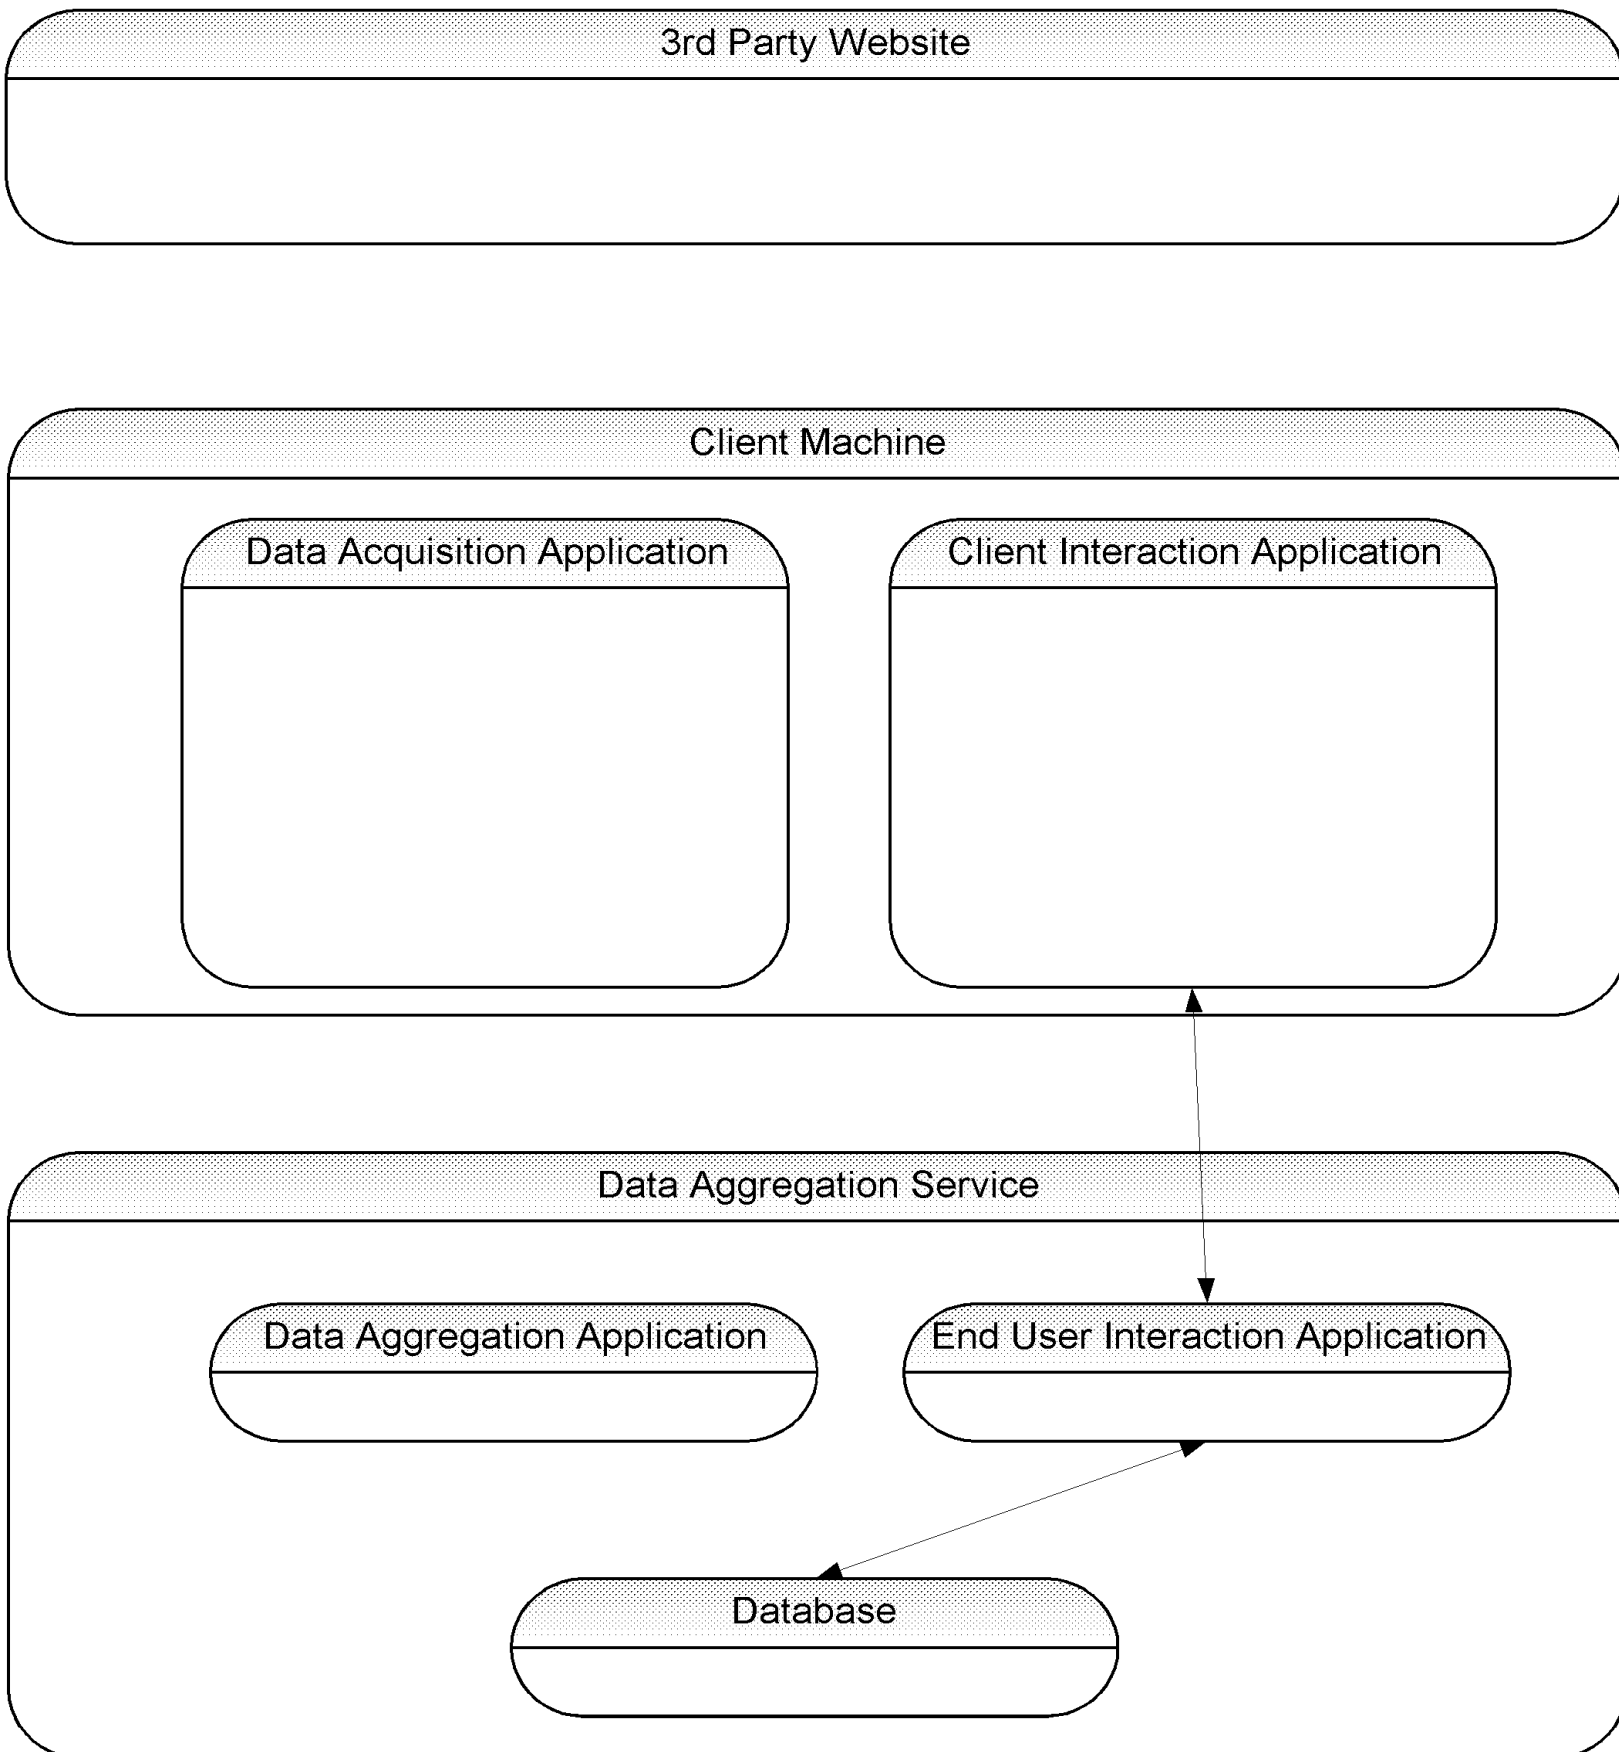 3rd Party Website
Client Machine
Data Acquisition Application
Client Interaction Application
Data Aggregation Service
Data Aggregation Application
End User Interaction Application
Database